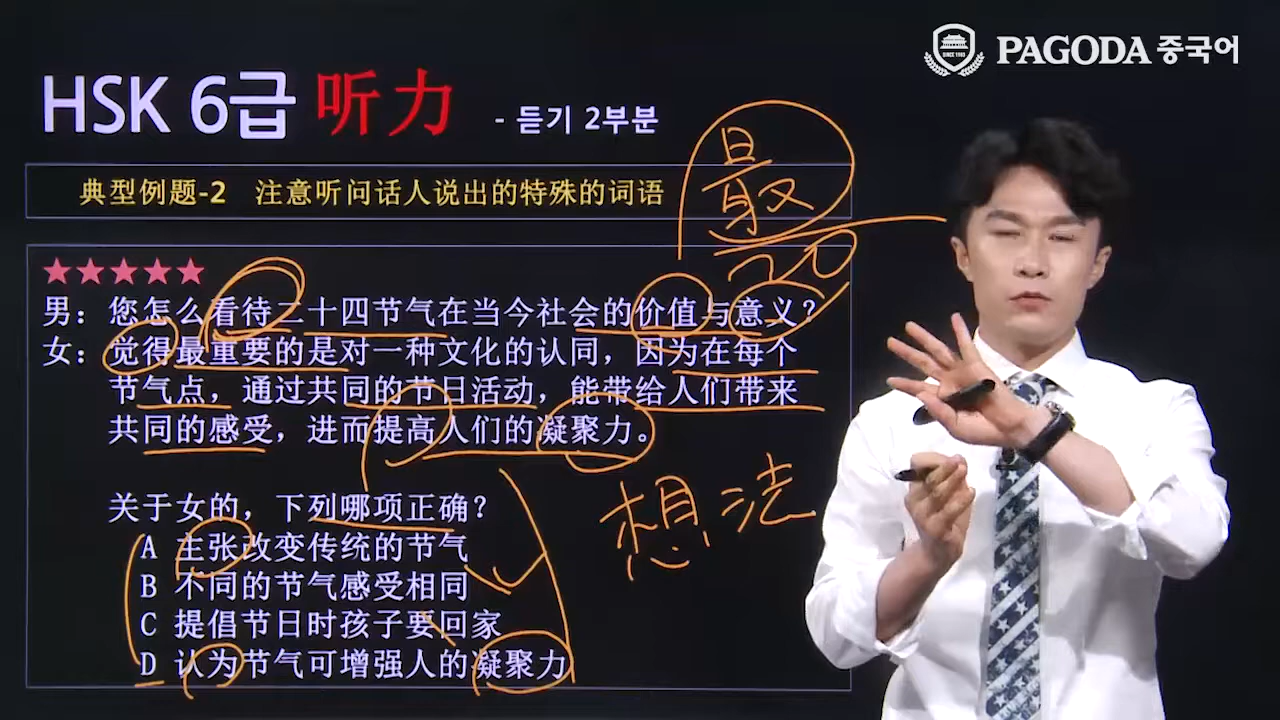 SINCE 1969
PAGODA 중국어
HSK 6급 听力 - 듣기 2부분
最
典型例题-2 注意听问话人说出的特殊的词语
20
★★★★★
男：您怎么看待二十四节气在当今社会的价值与意义？
女：觉得最重要的是对一种文化的认同，因为在每个
节气点，通过共同的节日活动，能带给人们带来
共同的感受，进而提高人们的凝聚力。
想法
关于女的，下列哪项正确？
A 主张改变传统的节气
B 不同的节气感受相同
C 提倡节日时孩子要回家
D 认为节气可增强人的凝聚力